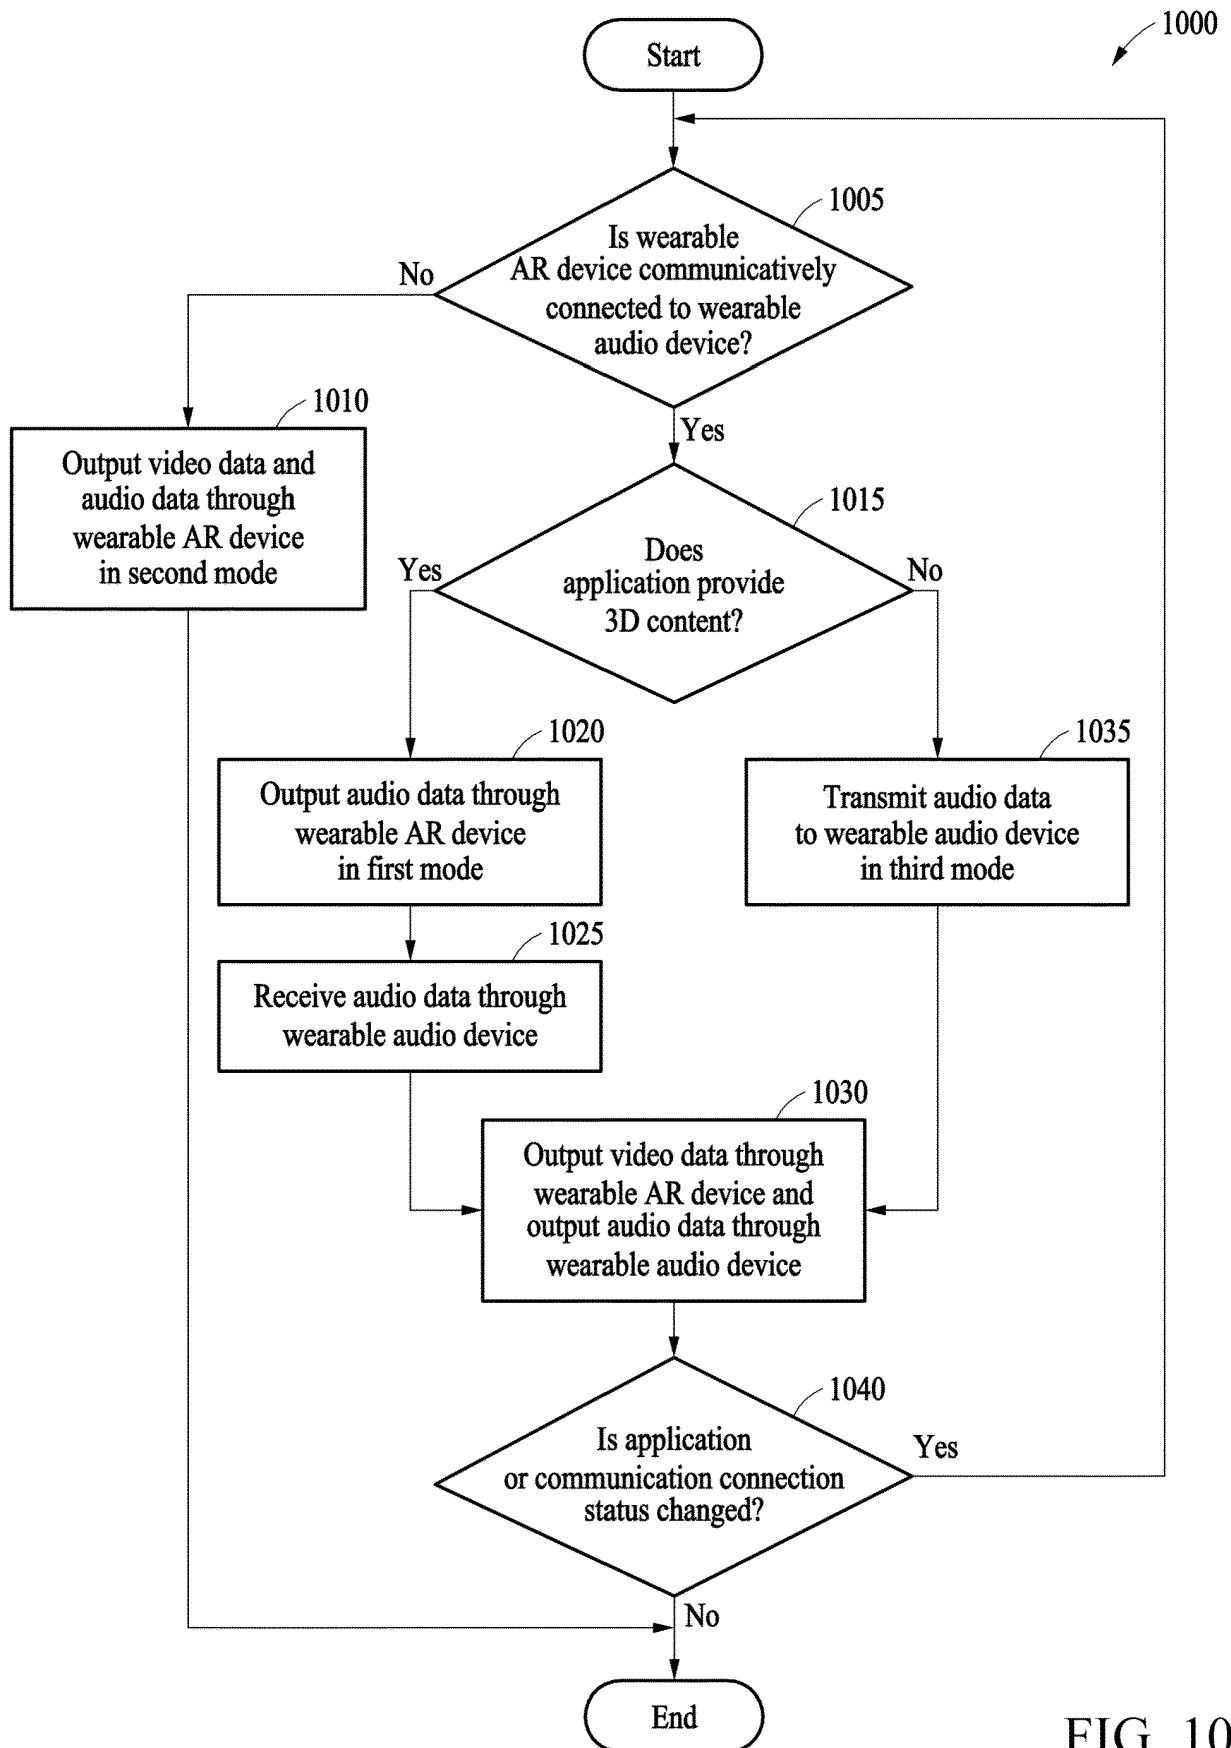 1000
Start
1005
Is wearable
AR device communicatively
connected to wearable
audio device?
No
Yes
1010
Output video data and
audio data through
wearable AR device
in second mode
1015
Does
application provide
3D content?
Yes
No
1020
Output audio data through
wearable AR device
in first mode
1035
Transmit audio data
to wearable audio device
in third mode
1025
Receive audio data through
wearable audio device
1030
Output video data through
wearable AR device and
output audio data through
wearable audio device
1040
Is application
or communication connection
status changed?
Yes
No
End
FIG. 10